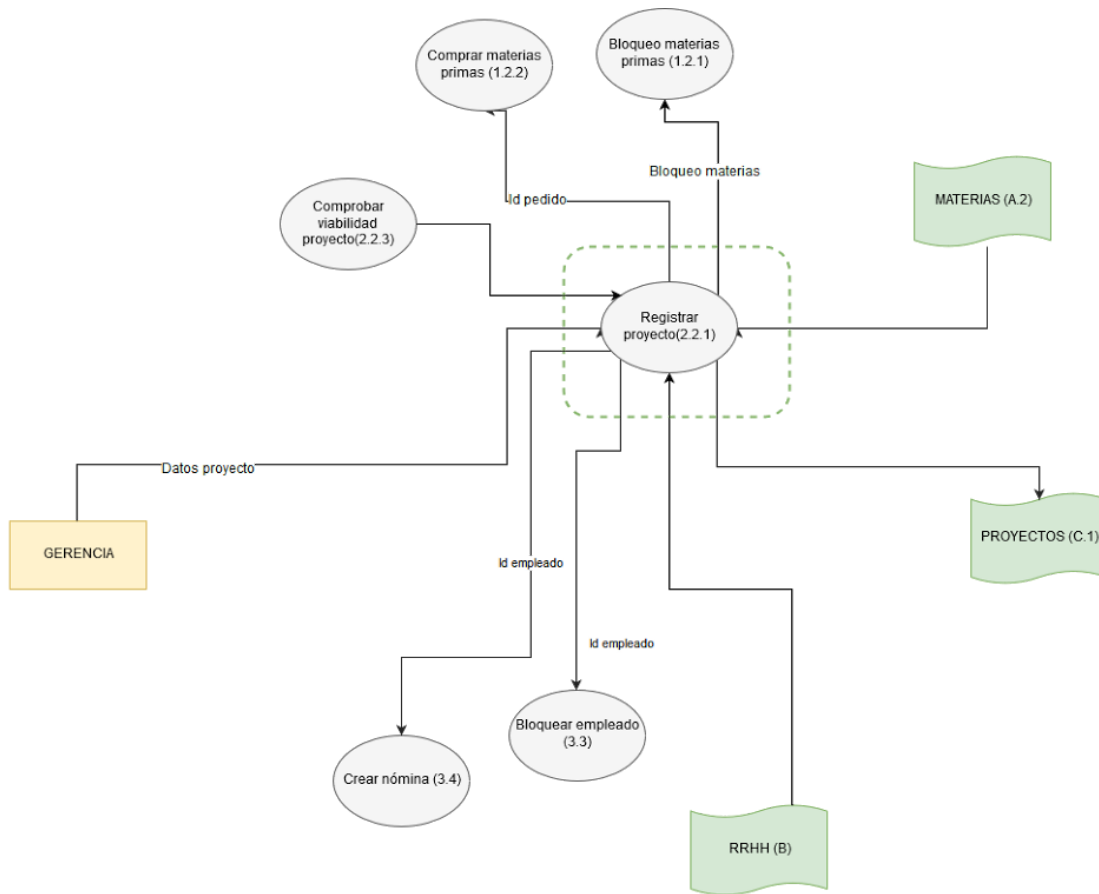 Comprar materias
primas (1.2.2)
Bloqueo materias
primas (1.2.1)
Bloqueo materias
MATERIAS (A.2)
Id pedido
Comprobar
viabilidad
proyecto(2.2.3)
Registrar
proyecto(2.2.1)
Datos proyecto
GERENCIA
PROYECTOS (C.1)
Id empleado
Id empleado
Bloquear empleado
(3.3)
Crear nómina (3.4)
RRHH (B)